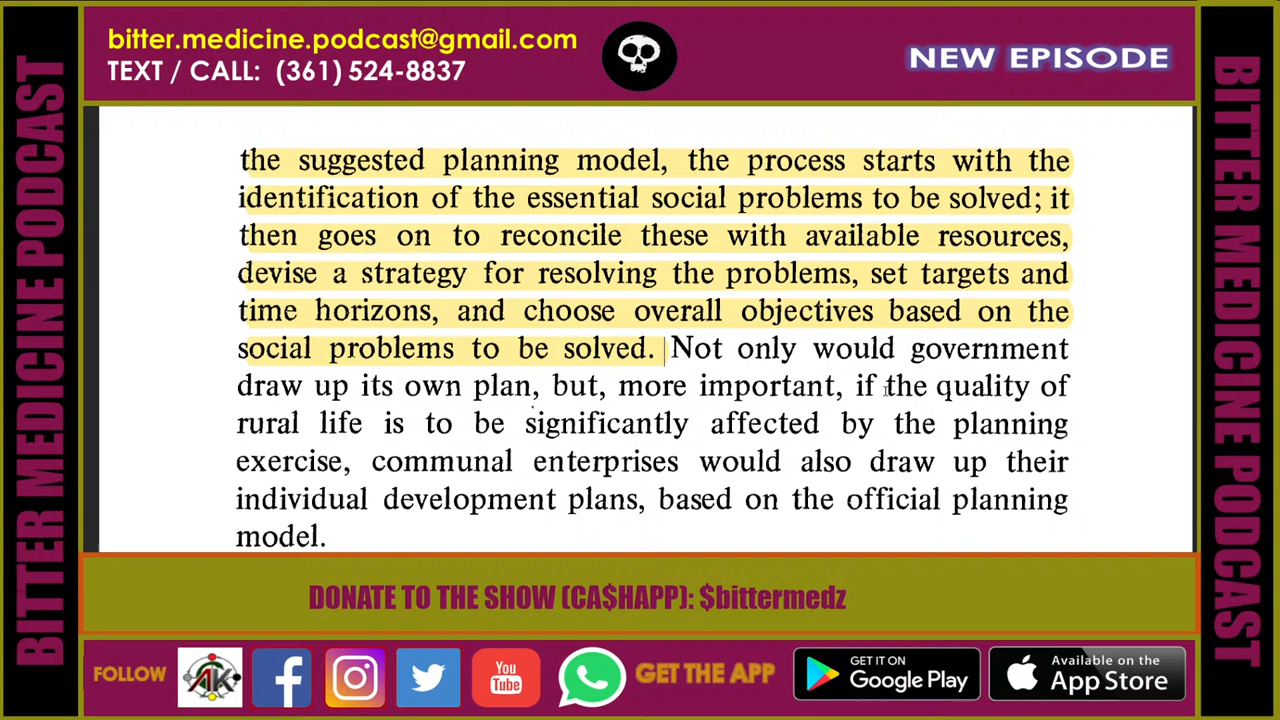 bitter.medicine.podcast@gmail.com
TEXT / CALL: (361) 524-8837
NEW EPISODE
BITTER MEDICINE PODCAST
the suggested planning model, the process starts with the
identification of the essential social problems to be solved; it
then goes on to reconcile these with available resources,
devise a strategy for resolving the problems, set targets and
time horizons, and choose overall objectives based on the
social problems to be solved. Not only would government
draw up its own plan, but, more important, if the quality of
rural life is to be significantly affected by the planning
exercise, communal enterprises would also draw up their
individual development plans, based on the official planning
model.
BITTER MEDICINE PODCAST
DONATE TO THE SHOW (CA$HAPP): $bittermedz
FOLLOW
ATK
You
Tube
GET THE APP
GET IT ON
Google Play
Available on the
App Store